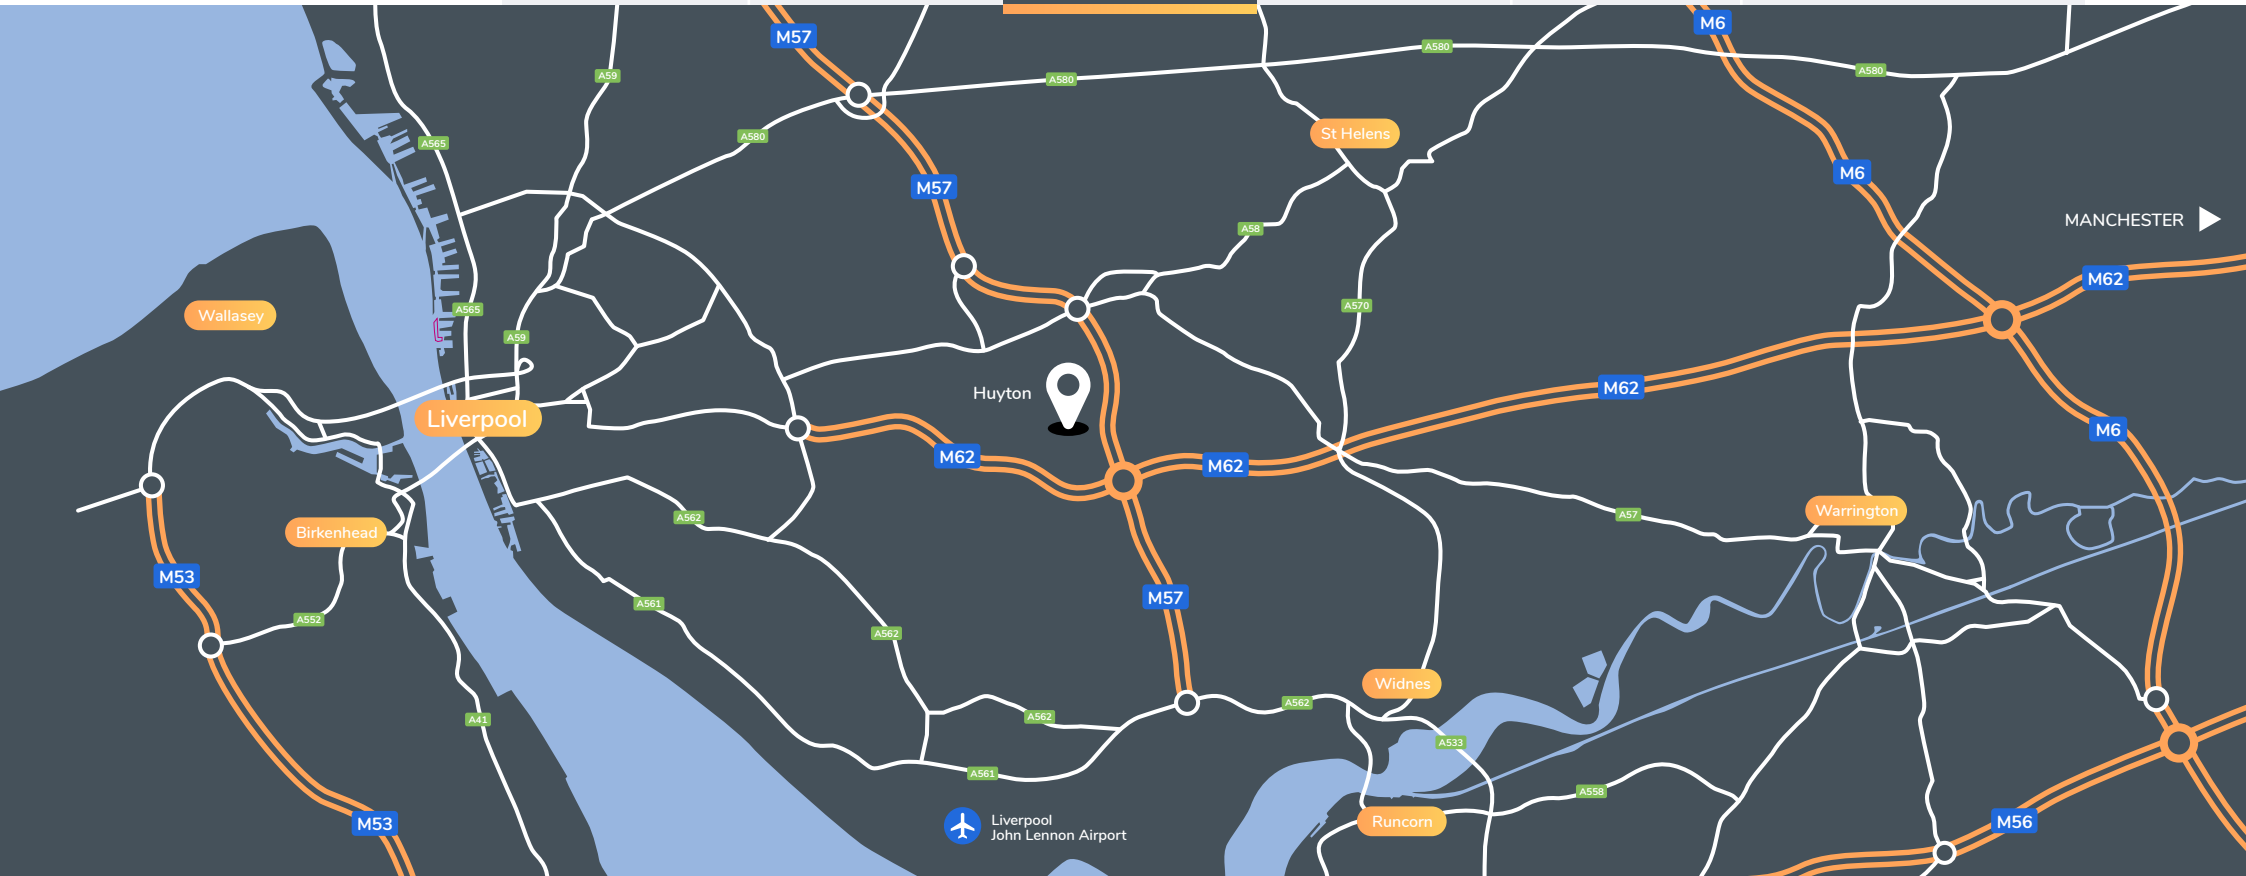 M6
M57
A580
A580
A59
A580
A580
St Helens
A565
M6
M57
MANCHESTER
A58
M62
A570
A565
Wallasey
A59
M62
Huyton
Liverpool
M6
M62
M62
Warrington
A57
A562
Birkenhead
M53
M57
A561
A552
A562
Widnes
A562
A562
A41
A533
A561
A558
Liverpool
John Lennon Airport
Runcorn
M56
M53